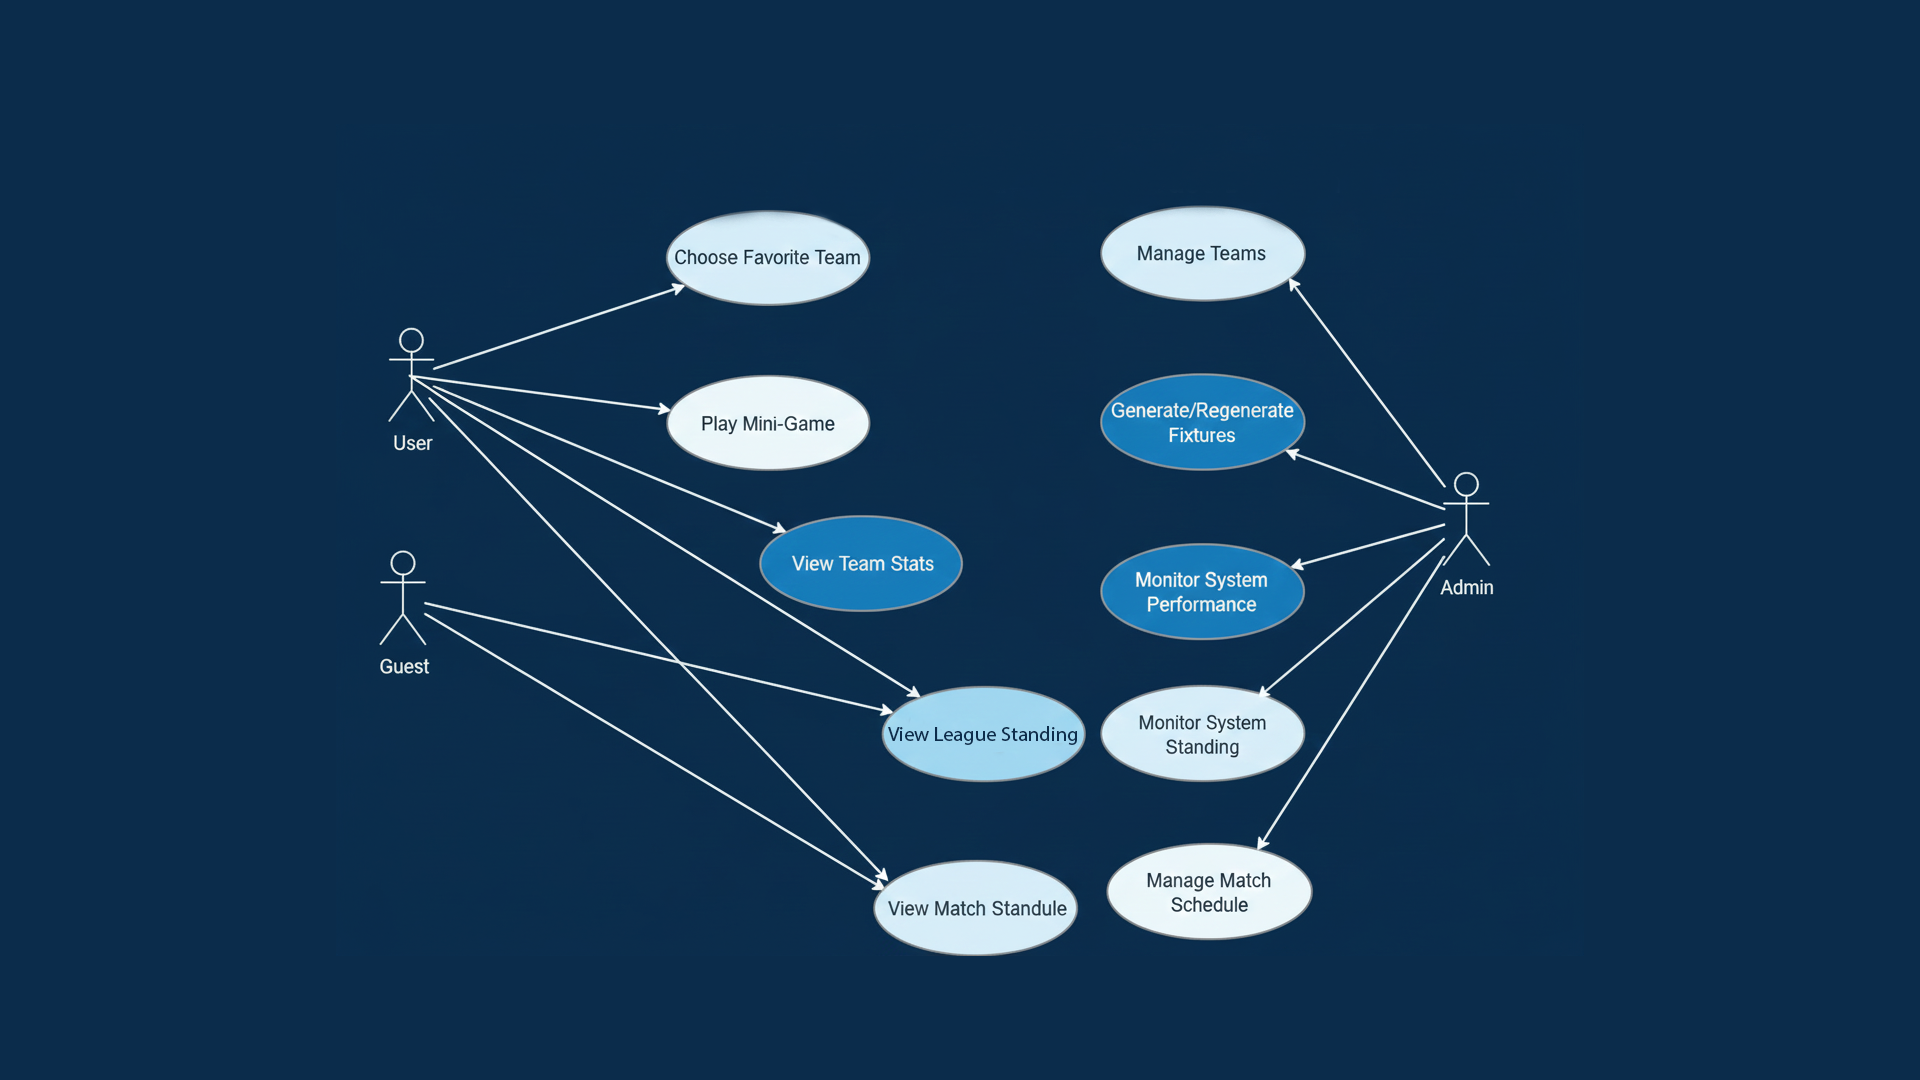 Choose Favorite Team
Manage Teams
Play Mini-Game
Generate/Regenerate
Fixtures
User
View Team Stats
Monitor System
Performance
Admin
Guest
View League Standing
Monitor System
Standing
View Match Standule
Manage Match
Schedule